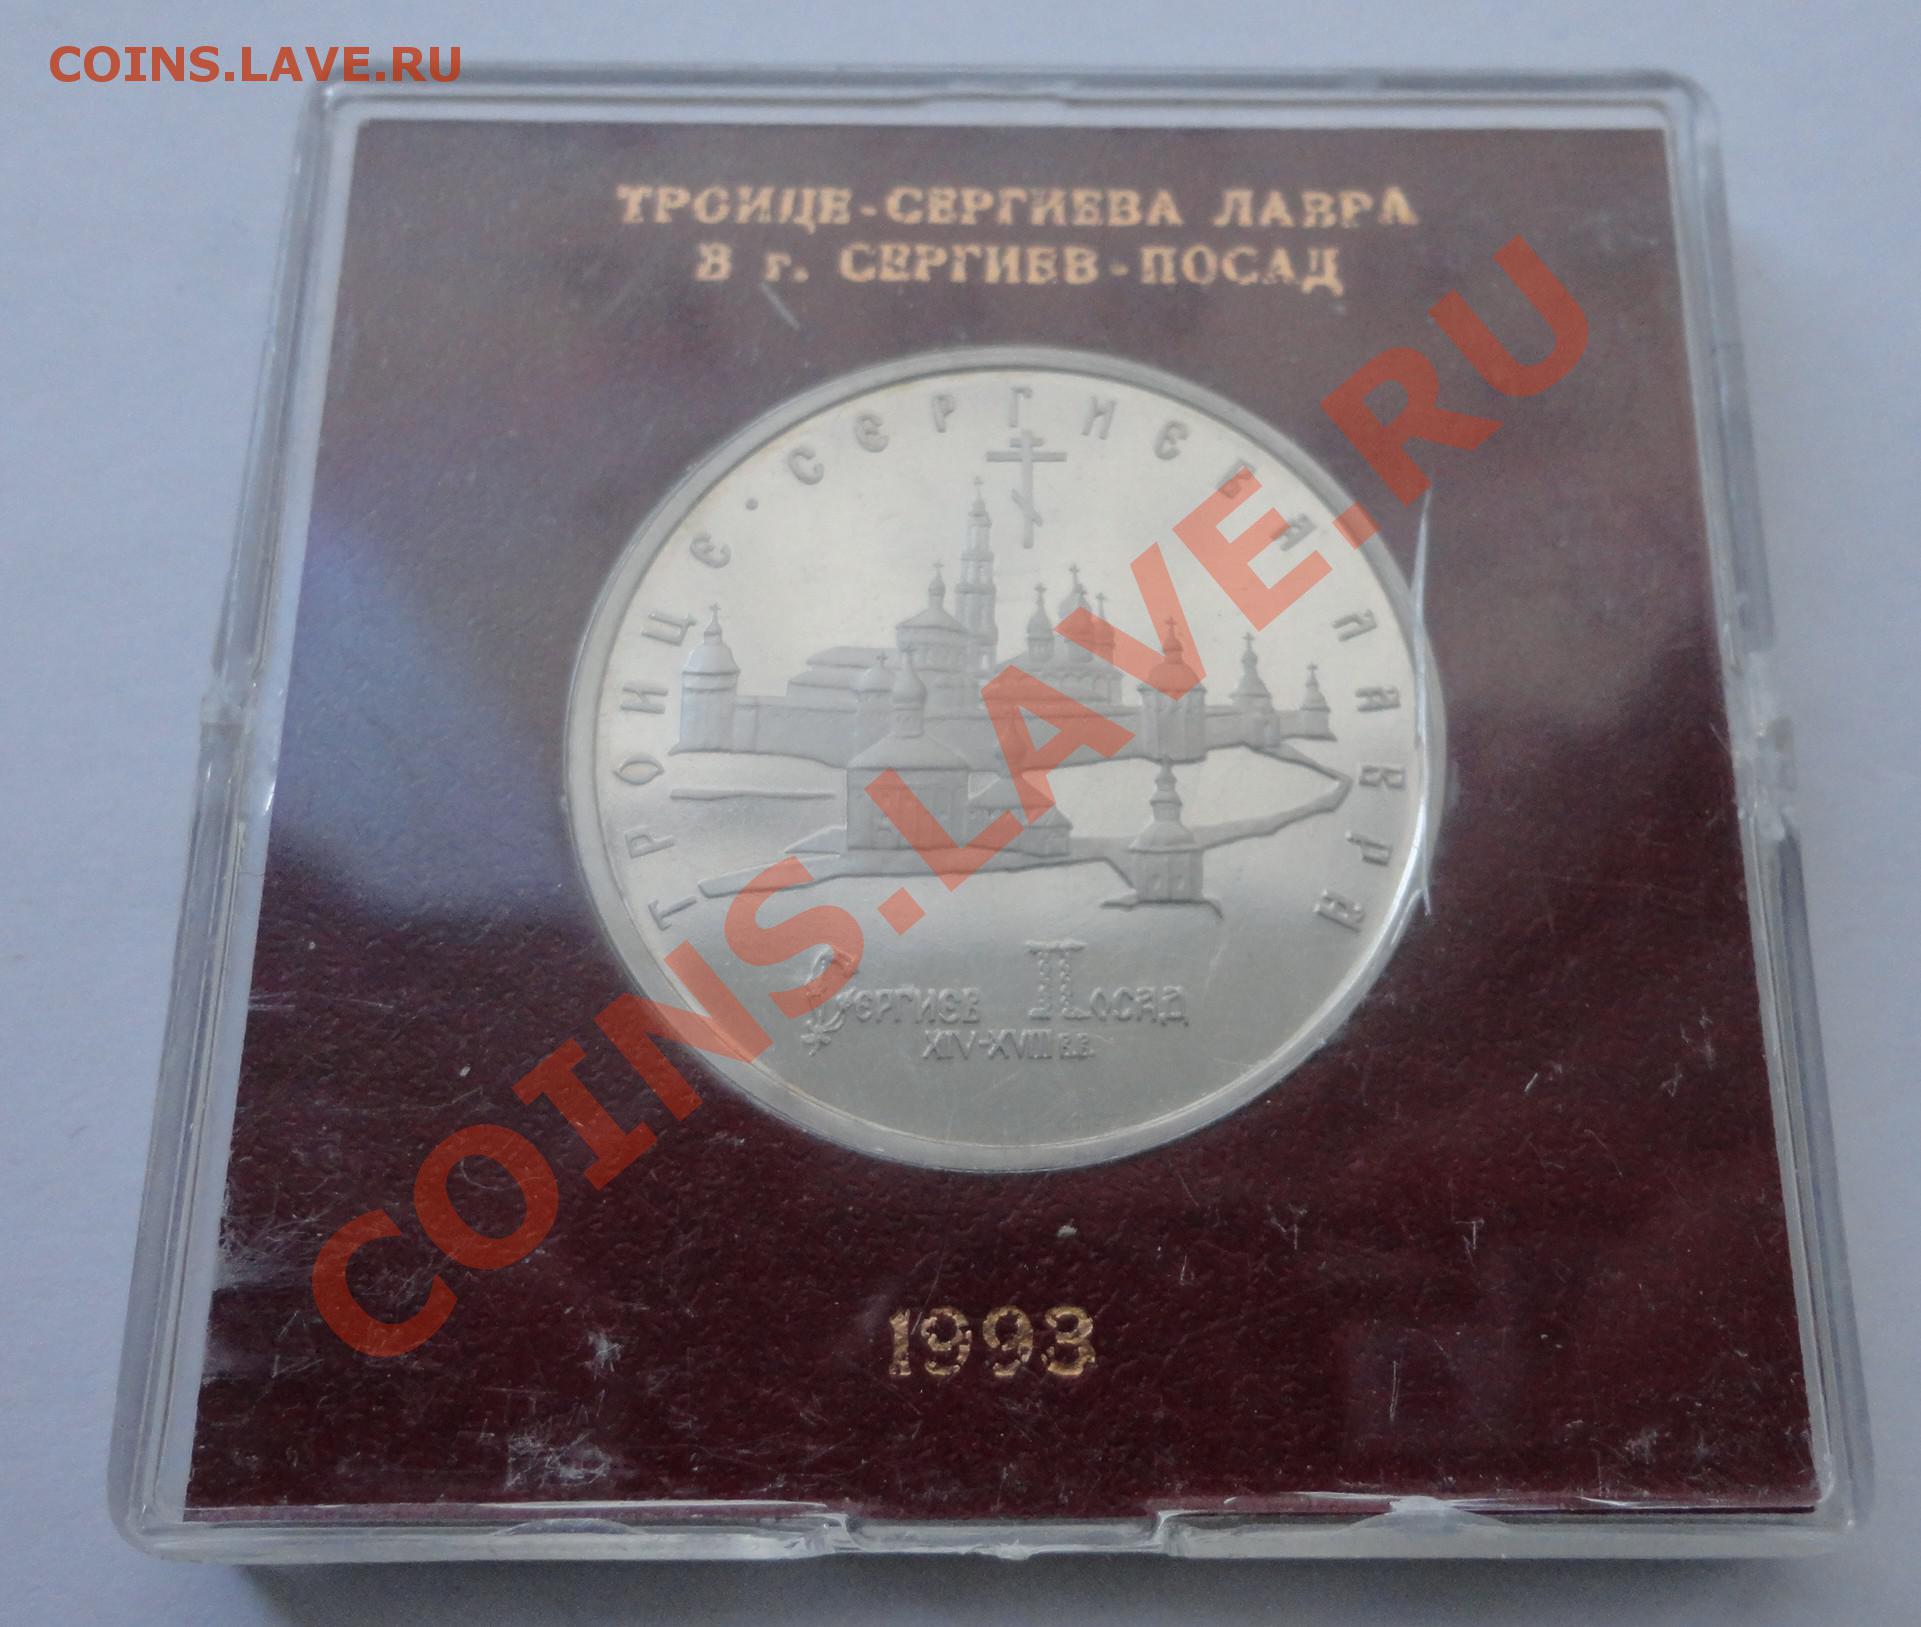 COINS.LAVE.RU
ТРОИЦЕ-СЕРГИЕВА ЛАВРА
В г. СЕРГИЕВ-ПОСАД
ТРОИЦЕ·СЕРГИЕВА ЛАВРА
СЕРГИЕВ ПОСАД
XIV-XVIII В.В.
1993
COINS.LAVE.RU